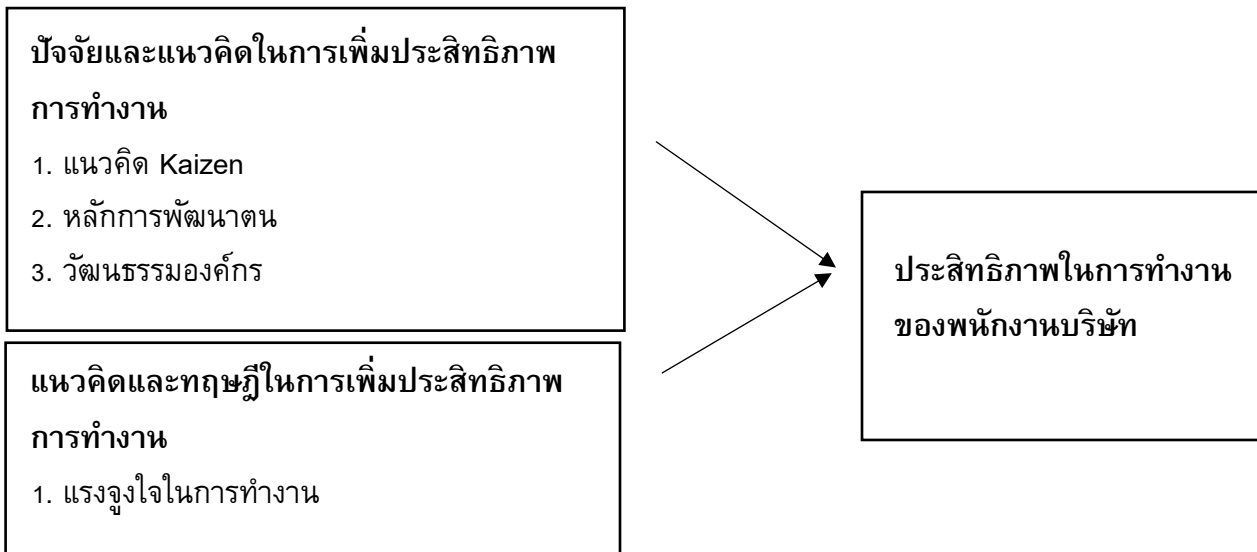 ปัจจัยและแนวคิดในการเพิ่มประสิทธิภาพ
การทำงาน
1. แนวคิด Kaizen
2. หลักการพัฒนาตน
3. วัฒนธรรมองค์กร
แนวคิดและทฤษฎีในการเพิ่มประสิทธิภาพ
การทำงาน
1. แรงจูงใจในการทำงาน
ประสิทธิภาพในการทำงาน
ของพนักงานบริษัท